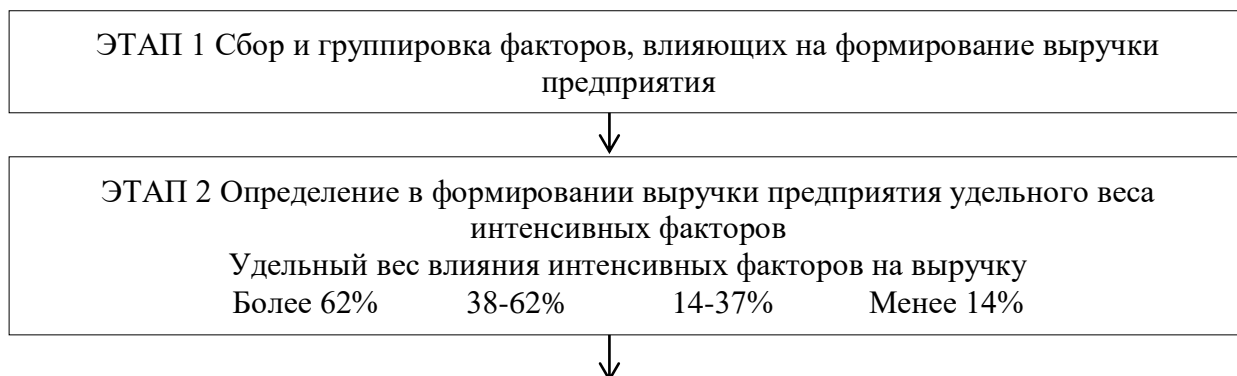 ЭТАП 1 Сбор и группировка факторов, влияющих на формирование выручки
предприятия
ЭТАП 2 Определение в формировании выручки предприятия удельного веса
интенсивных факторов
Удельный вес влияния интенсивных факторов на выручку
Более 62% 38-62% 14-37% Менее 14%